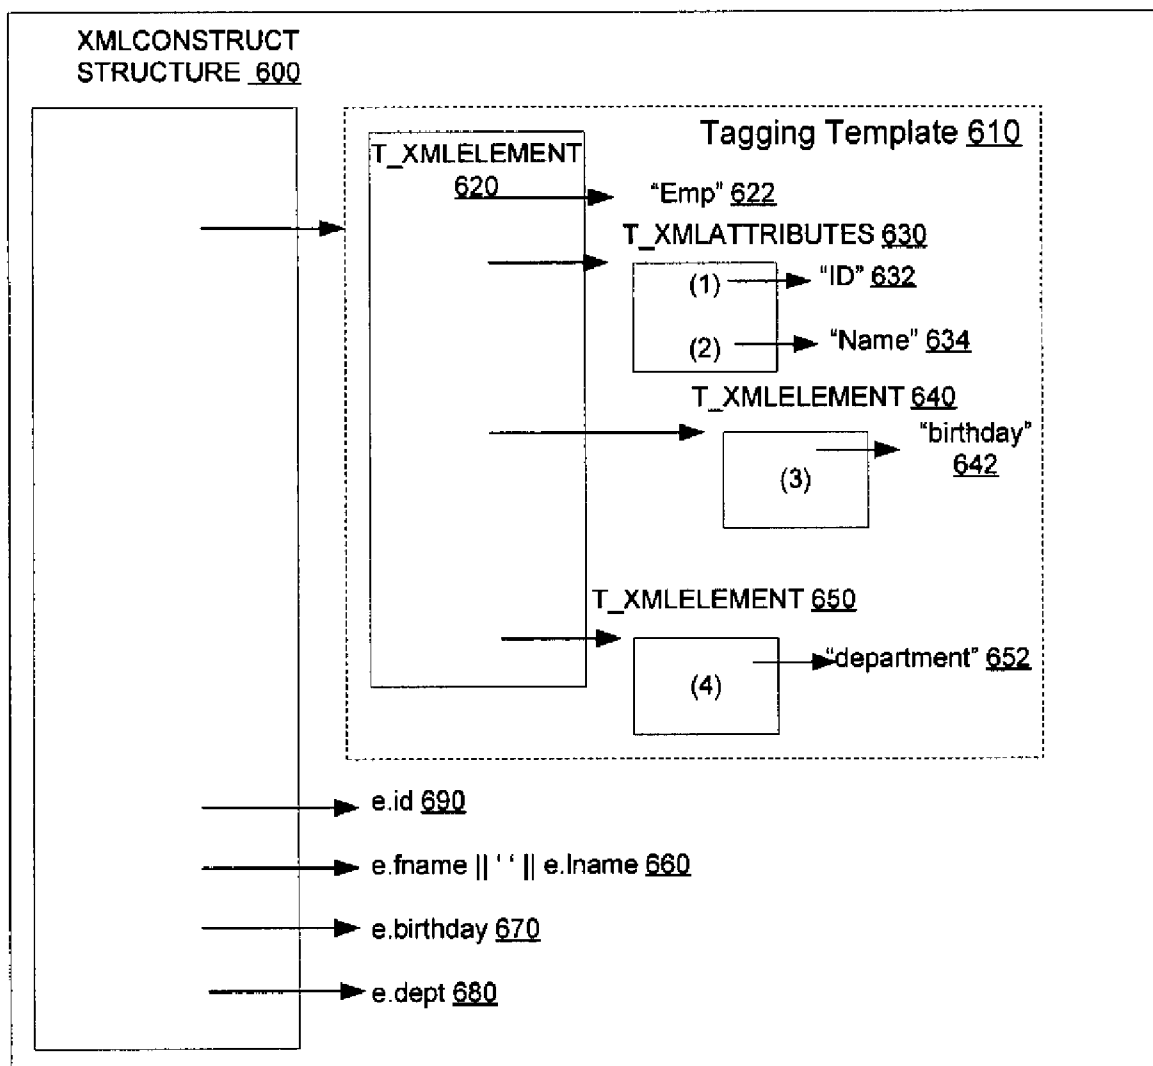 XMLCONSTRUCT
STRUCTURE 600
Tagging Template 610
T_XMLELEMENT
620
“Emp” 622
T_XMLATTRIBUTES 630
(1)
“ID” 632
(2)
“Name” 634
T_XMLELEMENT 640
“birthday”
642
(3)
T_XMLELEMENT 650
“department” 652
(4)
e.id 690
e.fname || ‘ ‘ || e.lname 660
e.birthday 670
e.dept 680